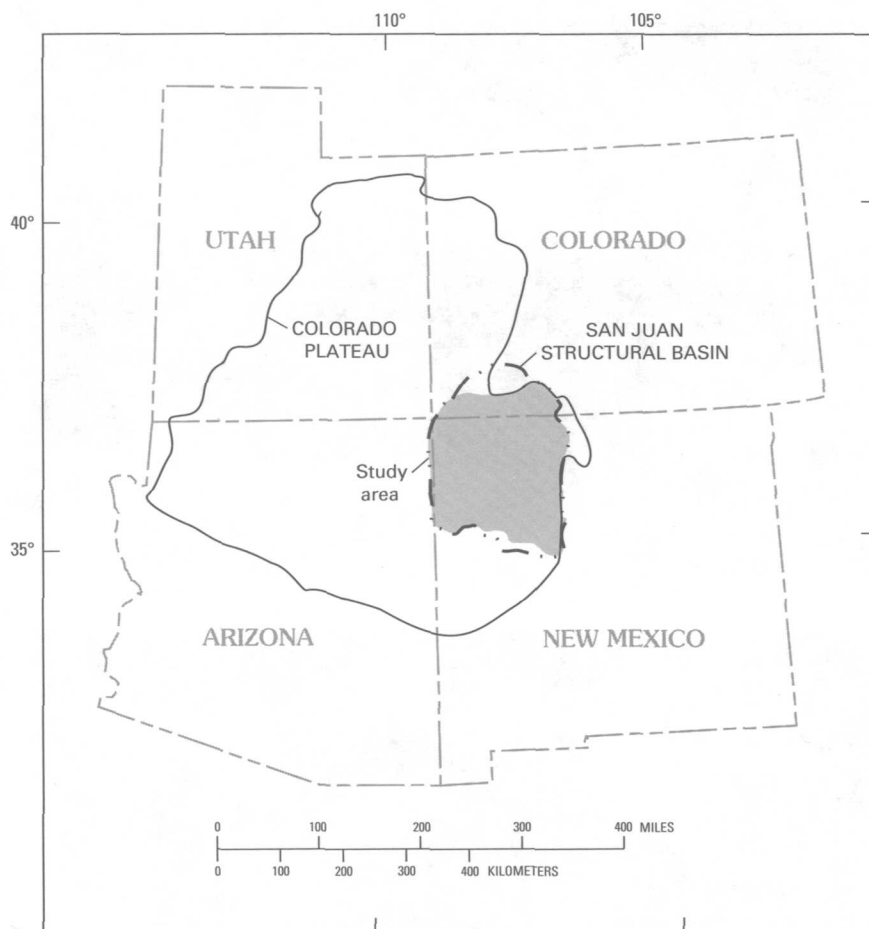 110° 105°
40°
UTAH COLORADO
COLORADO
PLATEAU
SAN JUAN
STRUCTURAL BASIN
Study
area
35°
ARIZONA NEW MEXICO
0 100 200 300 400 MILES
0 100 200 300 400 KILOMETERS